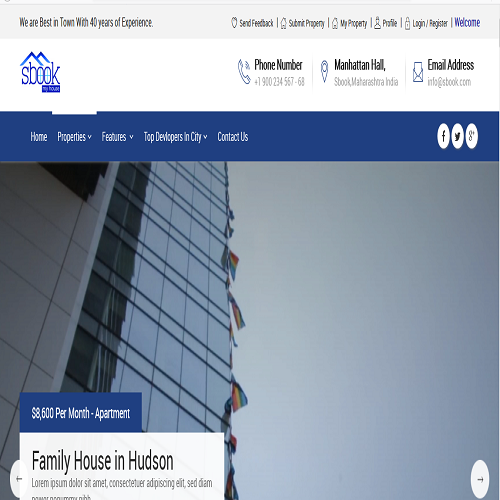 We are Best in Town With 40 years of Experience.
Send Feedback | Submit Property | My Property | Profile | Login / Register | Welcome
sbook
my house
Phone Number
+1 900 234 567 - 68
Manhattan Hall,
Sbook,Maharashtra India
Email Address
info@sbook.com
Home Properties Features Top Devlopers In City Contact Us
$8,600 Per Month - Apartment
Family House in Hudson
Lorem ipsum dolor sit amet, consectetuer adipiscing elit, sed diam
nonummy nibh